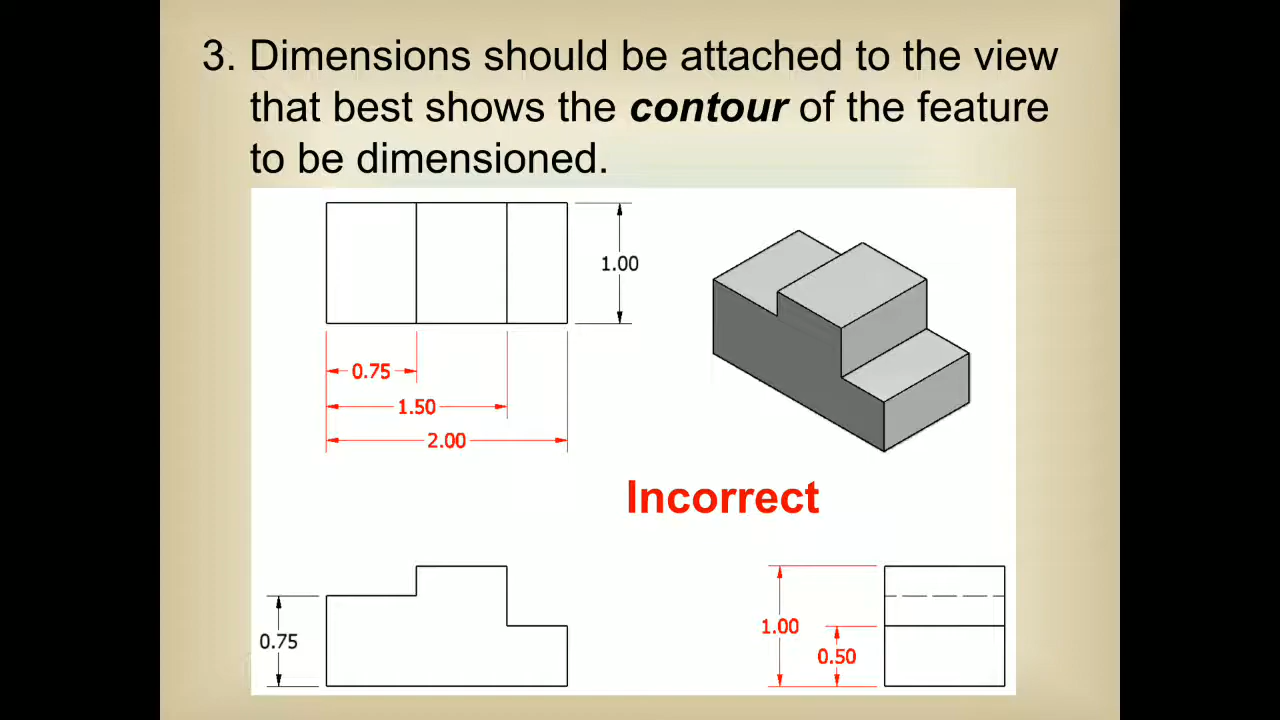 3. Dimensions should be attached to the view
that best shows the contour of the feature
to be dimensioned.
1.00
0.75
1.50
2.00
Incorrect
0.75
1.00
0.50